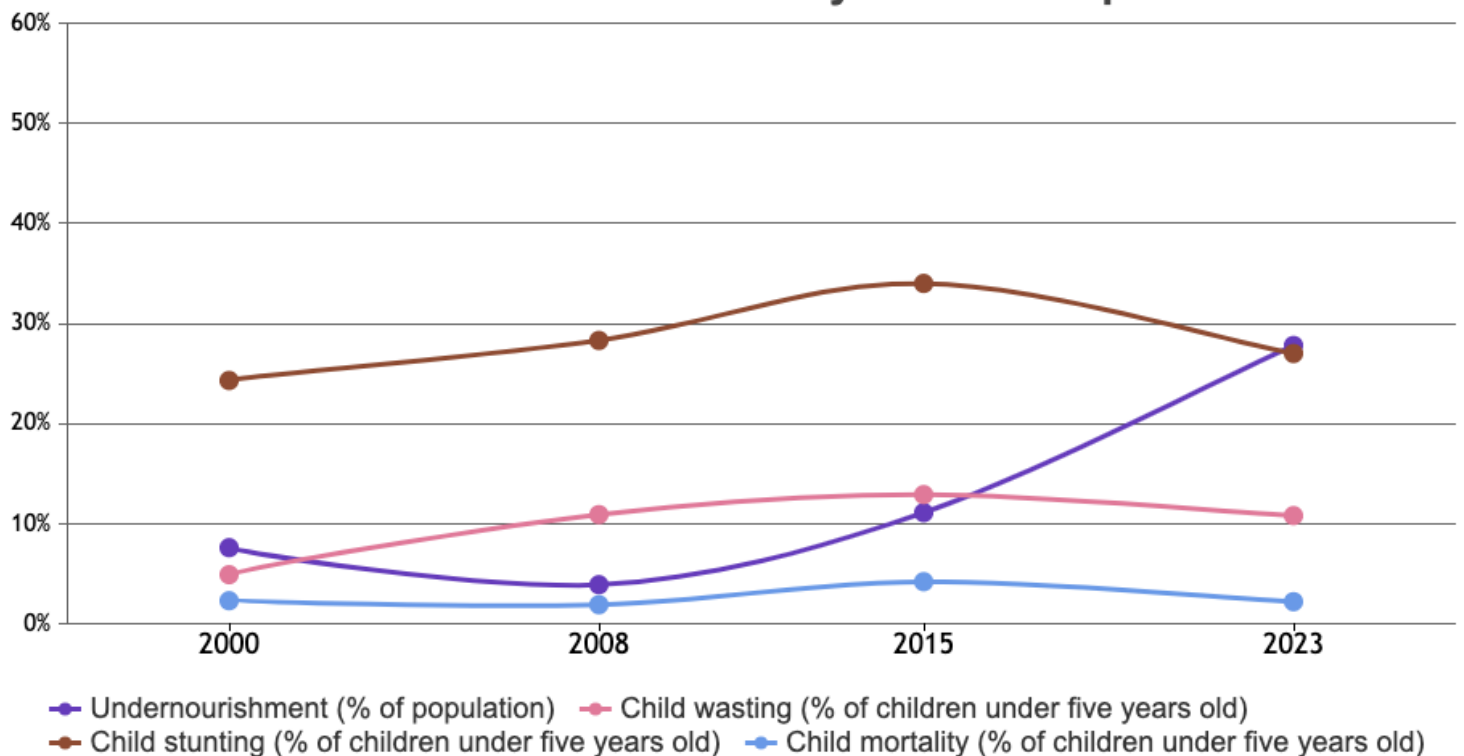 60%
50%
40%
30%
20%
10%
0%
2000 2008 2015 2023
Undernourishment (% of population) Child wasting (% of children under five years old)
Child stunting (% of children under five years old) Child mortality (% of children under five years old)